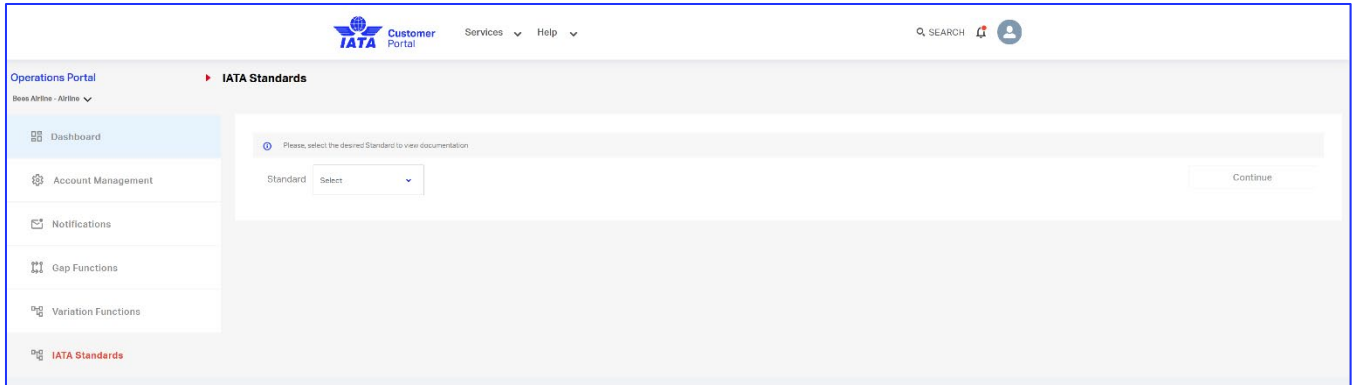 IATA Customer Portal
Services
Help
SEARCH
Operations Portal
IATA Standards
Bees Airline - Airline
Dashboard
Please, select the desired Standard to view documentation
Account Management
Standard
Select
Continue
Notifications
Gap Functions
Variation Functions
IATA Standards